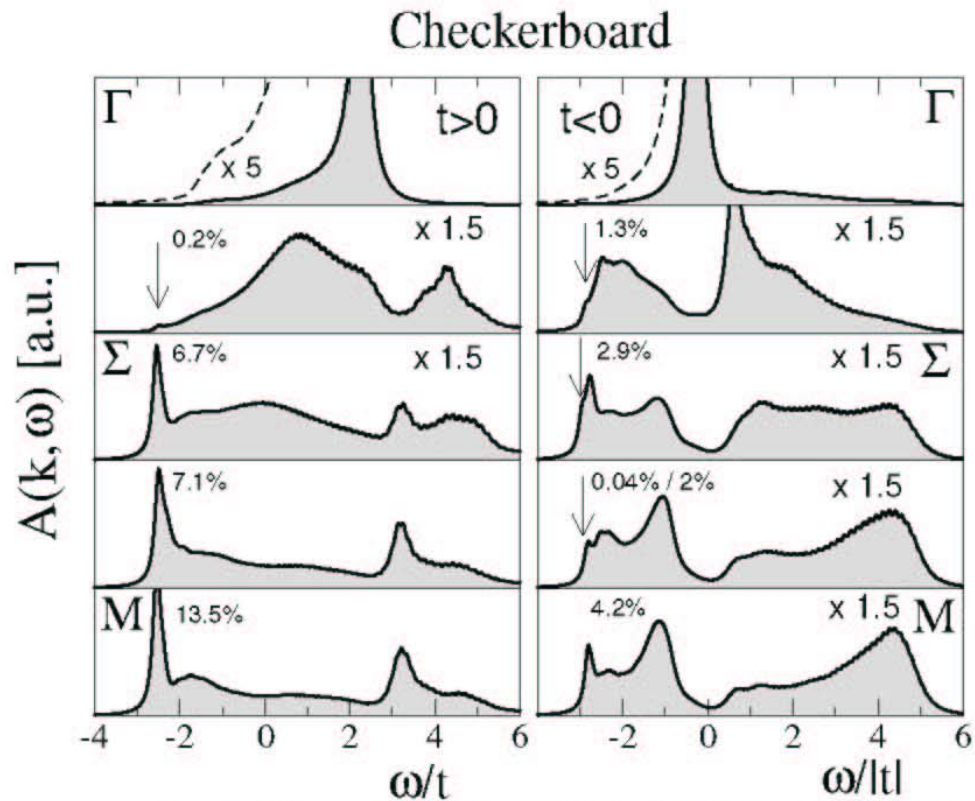 Checkerboard
Γ
t>0
x 5
t<0
x 5
Γ
0.2%
x 1.5
1.3%
x 1.5
Σ
6.7%
x 1.5
2.9%
x 1.5
Σ
7.1%
0.04% / 2%
x 1.5
M
13.5%
4.2%
x 1.5
M
A(k, ω) [a.u.]
-4 -2 0 2 4 6
-2 0 2 4 6
ω/t
ω/|t|